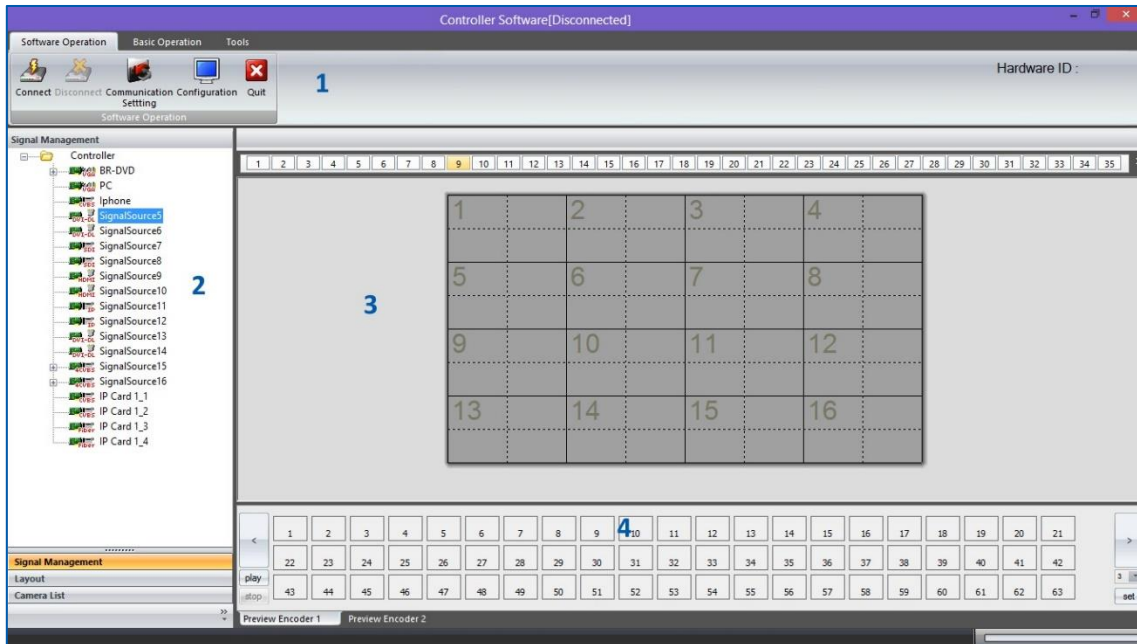 Controller Software[Disconnected]
Software Operation Basic Operation Tools
Connect Disconnect Communication Settting Configuration Quit
1
Hardware ID :
Software Operation
Signal Management
Controller
BR-DVD
PC
Iphone
SignalSource5
SignalSource6
SignalSource7
SignalSource8
SignalSource9
SignalSource10
SignalSource11
SignalSource12
SignalSource13
SignalSource14
SignalSource15
SignalSource16
IP Card 1_1
IP Card 1_2
IP Card 1_3
IP Card 1_4
2
Signal Management
Layout
Camera List
1 2 3 4 5 6 7 8 9 10 11 12 13 14 15 16 17 18 19 20 21 22 23 24 25 26 27 28 29 30 31 32 33 34 35
3
1 2 3 4
5 6 7 8
9 10 11 12
13 14 15 16
4
< 1 2 3 4 5 6 7 8 9 10 11 12 13 14 15 16 17 18 19 20 21 >
22 23 24 25 26 27 28 29 30 31 32 33 34 35 36 37 38 39 40 41 42
play 3
stop 43 44 45 46 47 48 49 50 51 52 53 54 55 56 57 58 59 60 61 62 63 set
Preview Encoder 1 Preview Encoder 2